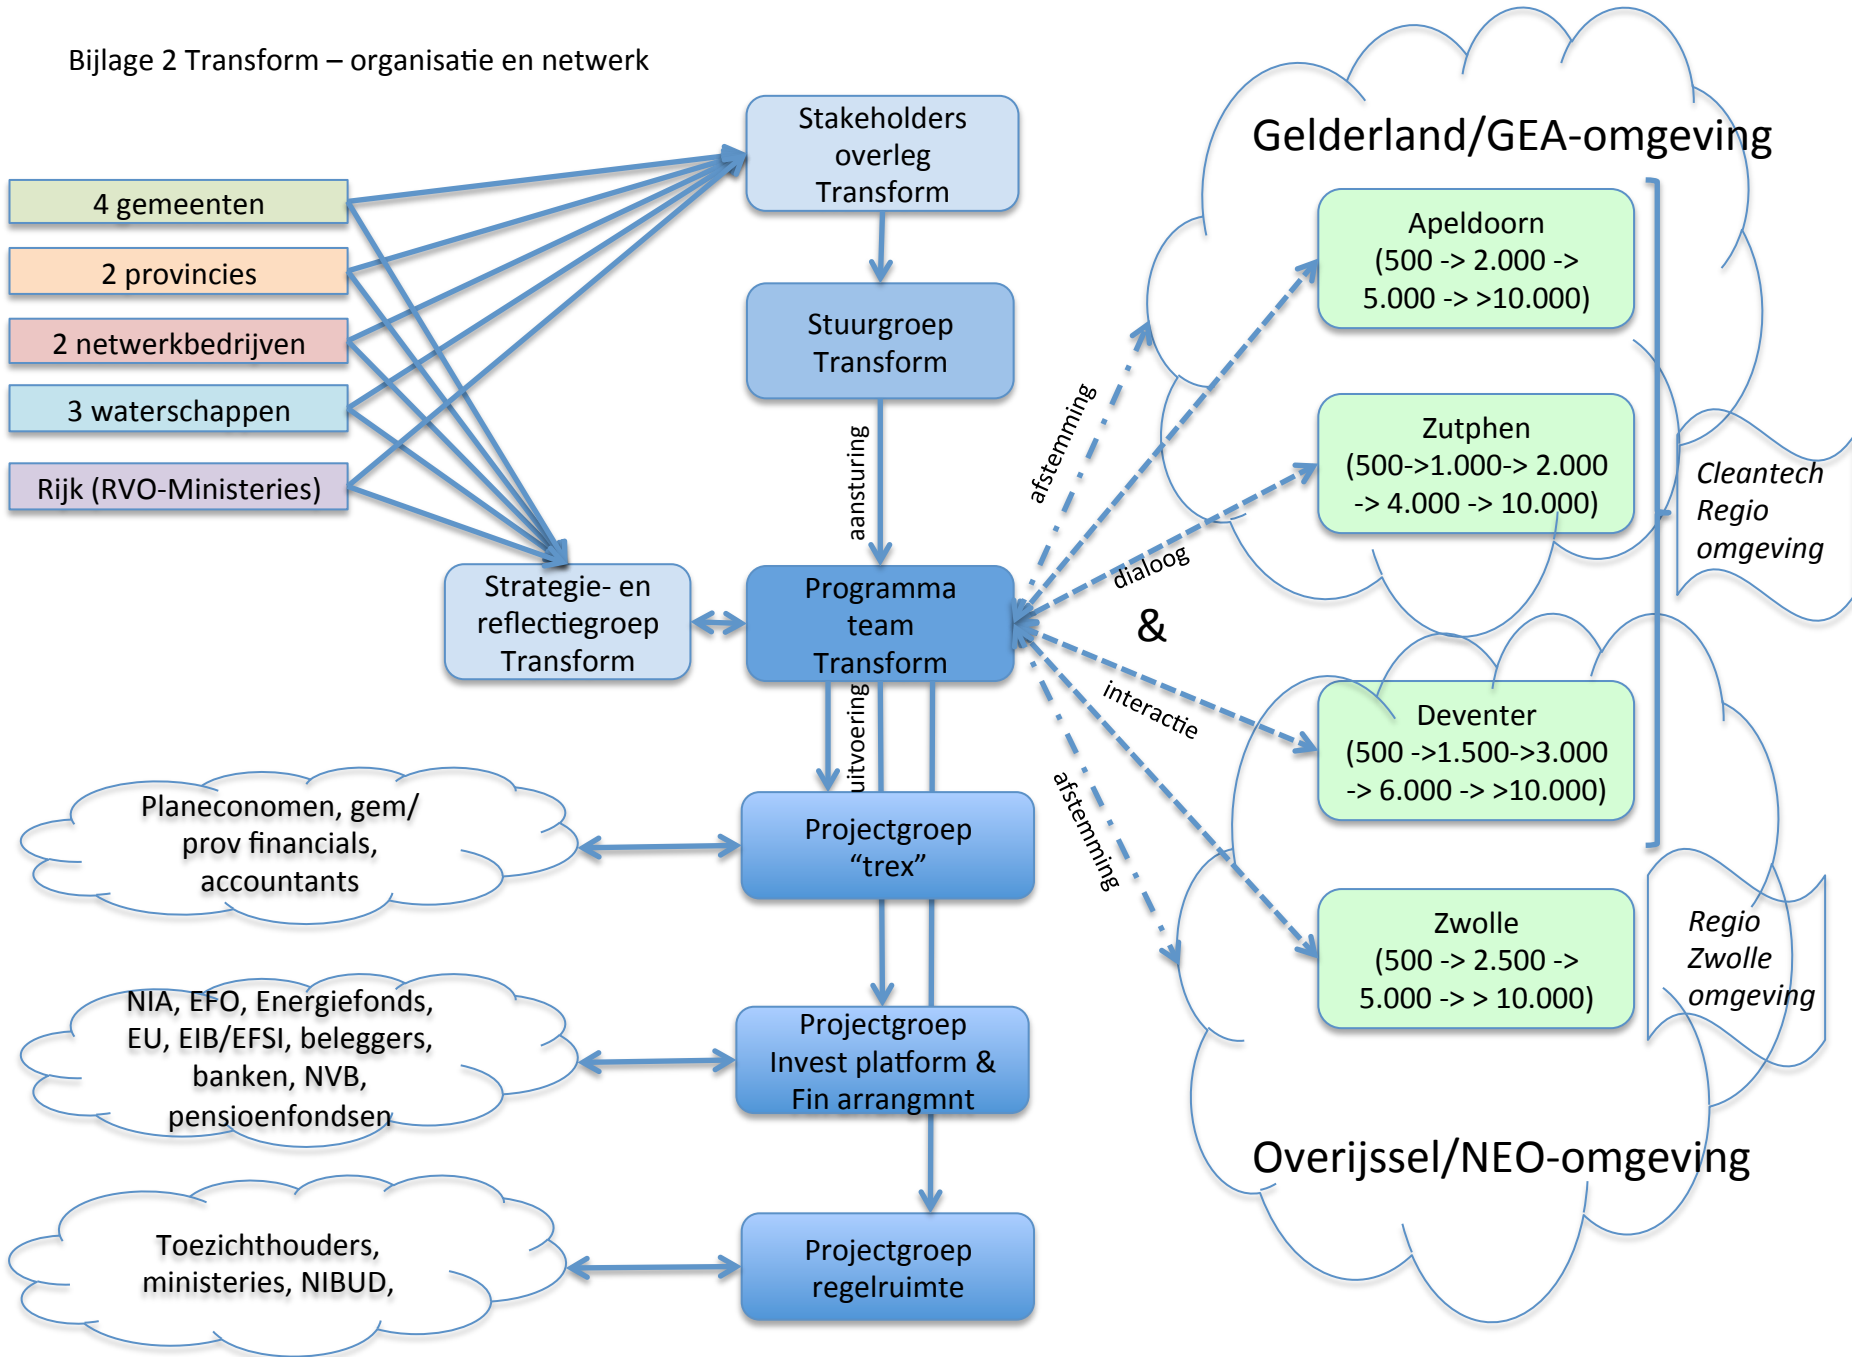 Bijlage 2 Transform – organisatie en netwerk
Stakeholders
overleg
Transform
4 gemeenten
2 provincies
2 netwerkbedrijven
3 waterschappen
Rijk (RVO-Ministeries)
Stuurgroep
Transform
aansturing
Strategie- en
reflectiegroep
Transform
Programma
team
Transform
uitvoering
Planeconomen, gem/
prov financials,
accountants
Projectgroep
“trex”
NIA, EFO, Energiefonds,
EU, EIB/EFSI, beleggers,
banken, NVB,
pensioenfondsen
Projectgroep
Invest platform &
Fin arrangmnt
Toezichthouders,
ministeries, NIBUD,
Projectgroep
regelruimte
afstemming
dialoog
&
interactie
afstemming
Gelderland/GEA-omgeving
Apeldoorn
(500 -> 2.000 ->
5.000 -> >10.000)
Zutphen
(500->1.000-> 2.000
-> 4.000 -> 10.000)
Cleantech
Regio
omgeving
Deventer
(500 ->1.500->3.000
-> 6.000 -> >10.000)
Zwolle
(500 -> 2.500 ->
5.000 -> > 10.000)
Regio
Zwolle
omgeving
Overijssel/NEO-omgeving